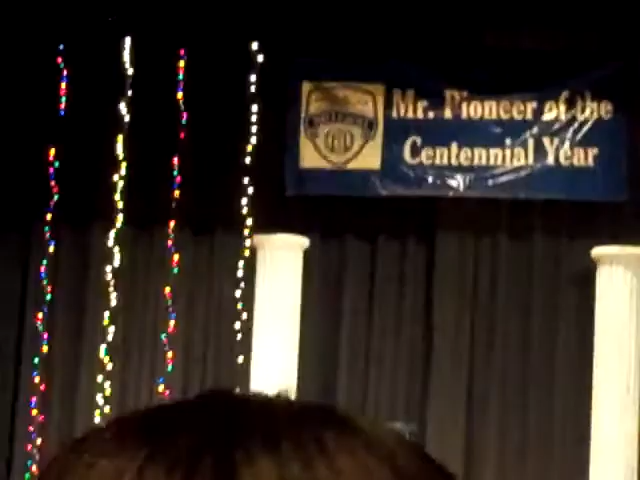 Mr. Pioneer of the
Centennial Year